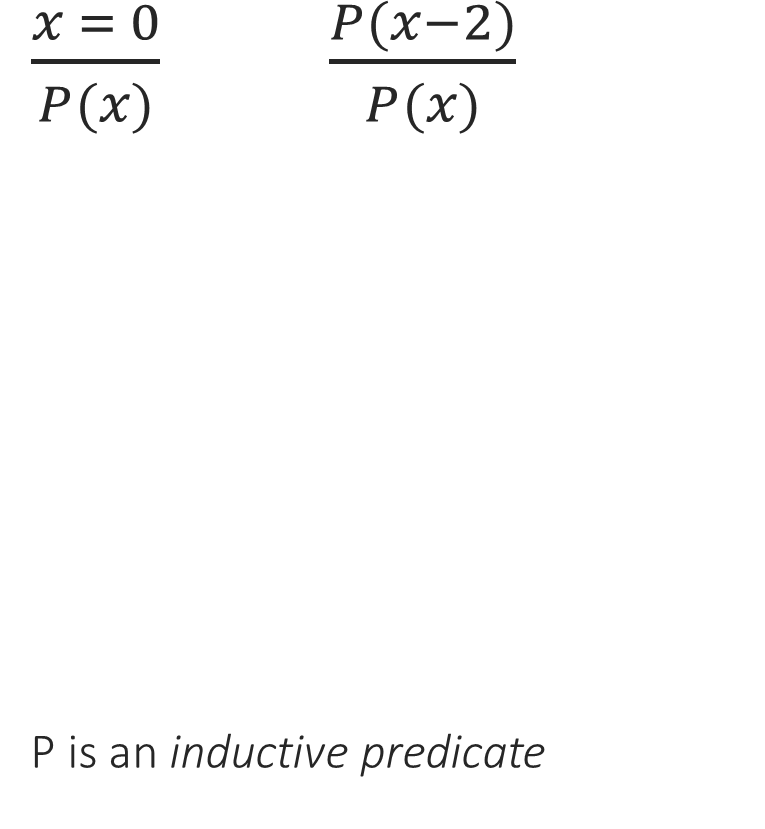 x = 0 P(x−2)
P(x) P(x)
P is an inductive predicate